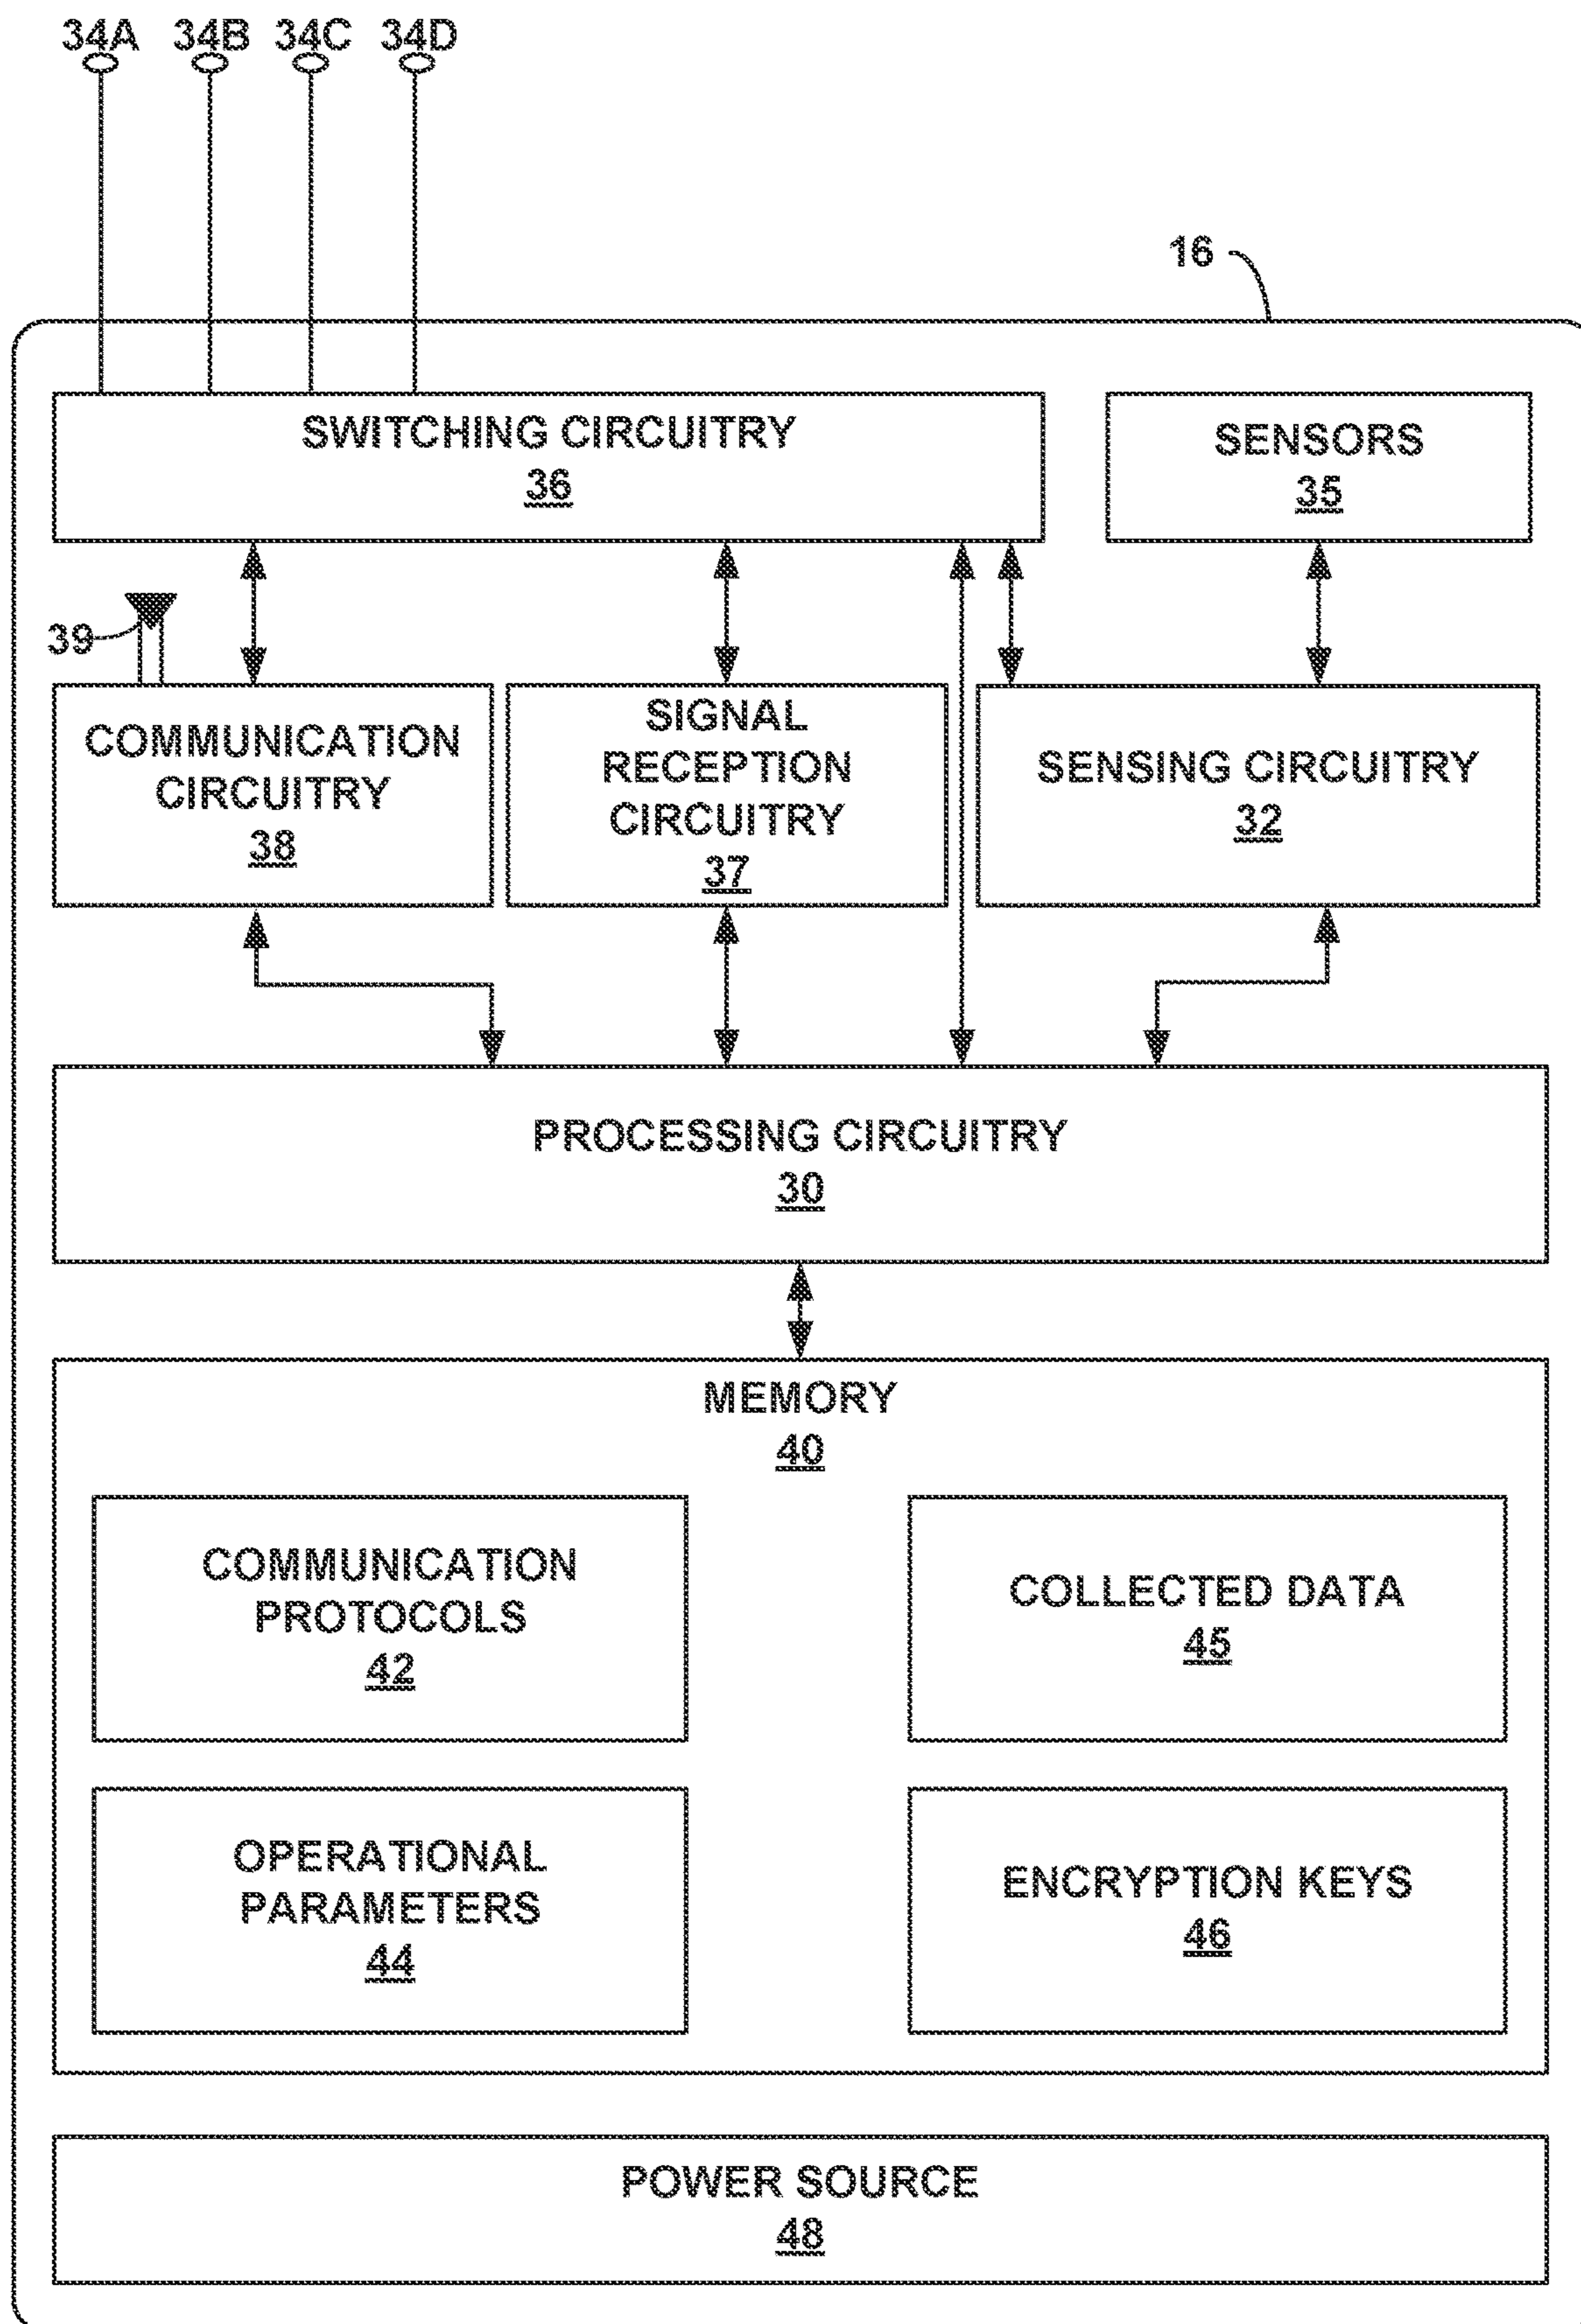 34A 34B 34C 34D
16
SWITCHING CIRCUITRY
36
SENSORS
35
39
COMMUNICATION
CIRCUITRY
38
SIGNAL
RECEPTION
CIRCUITRY
37
SENSING CIRCUITRY
32
PROCESSING CIRCUITRY
30
MEMORY
40
COMMUNICATION
PROTOCOLS
42
COLLECTED DATA
45
OPERATIONAL
PARAMETERS
44
ENCRYPTION KEYS
46
POWER SOURCE
48